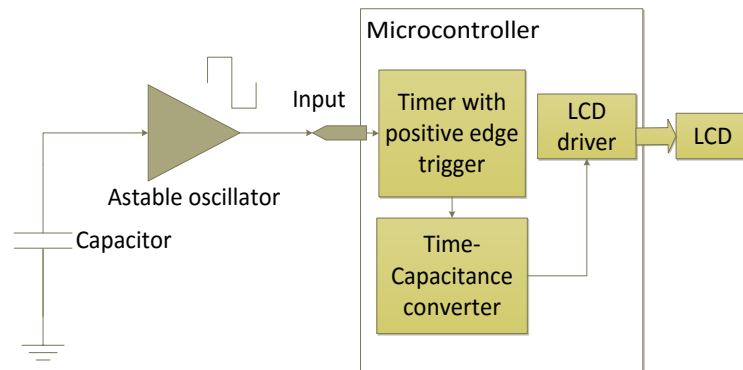 Microcontroller
Input
Timer with
positive edge
trigger
LCD
driver
LCD
Astable oscillator
Capacitor
Time-
Capacitance
converter